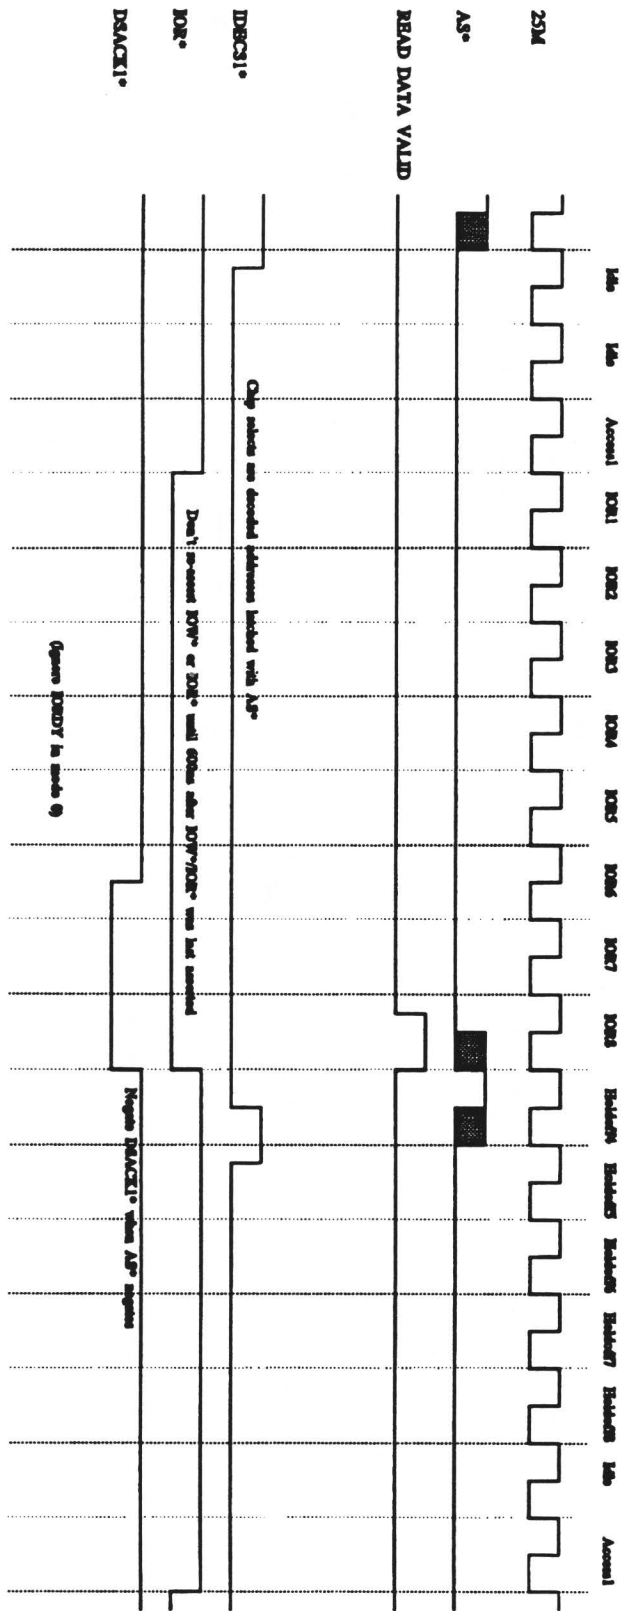 Idle Idle Access1 IOR1 IOR2 IOR3 IOR4 IOR5 IOR6 IOR7 IOR8 Holdoff4 Holdoff5 Holdoff6 Holdoff7 Holdoff8 Idle Access1
25M
AS*
READ DATA VALID
IDECS1*
Chip selects are decoded addresses latched with AS*
IOR*
Don't re-assert IOW* or IOR* until 600ns after IOW*/IOR* was last asserted
DSACK1*
Negate DSACK1* when AS* negates
(Ignore IORDY in mode 0)